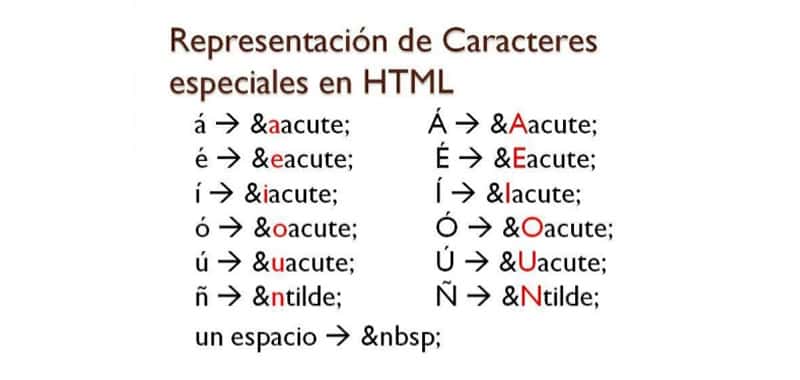 Representación de Caracteres
especiales en HTML
á → &aacute; Á → &Aacute;
é → &eacute; É → &Eacute;
í → &iacute; Í → &Iacute;
ó → &oacute; Ó → &Oacute;
ú → &uacute; Ú → &Uacute;
ñ → &ntilde; Ñ → &Ntilde;
un espacio → &nbsp;